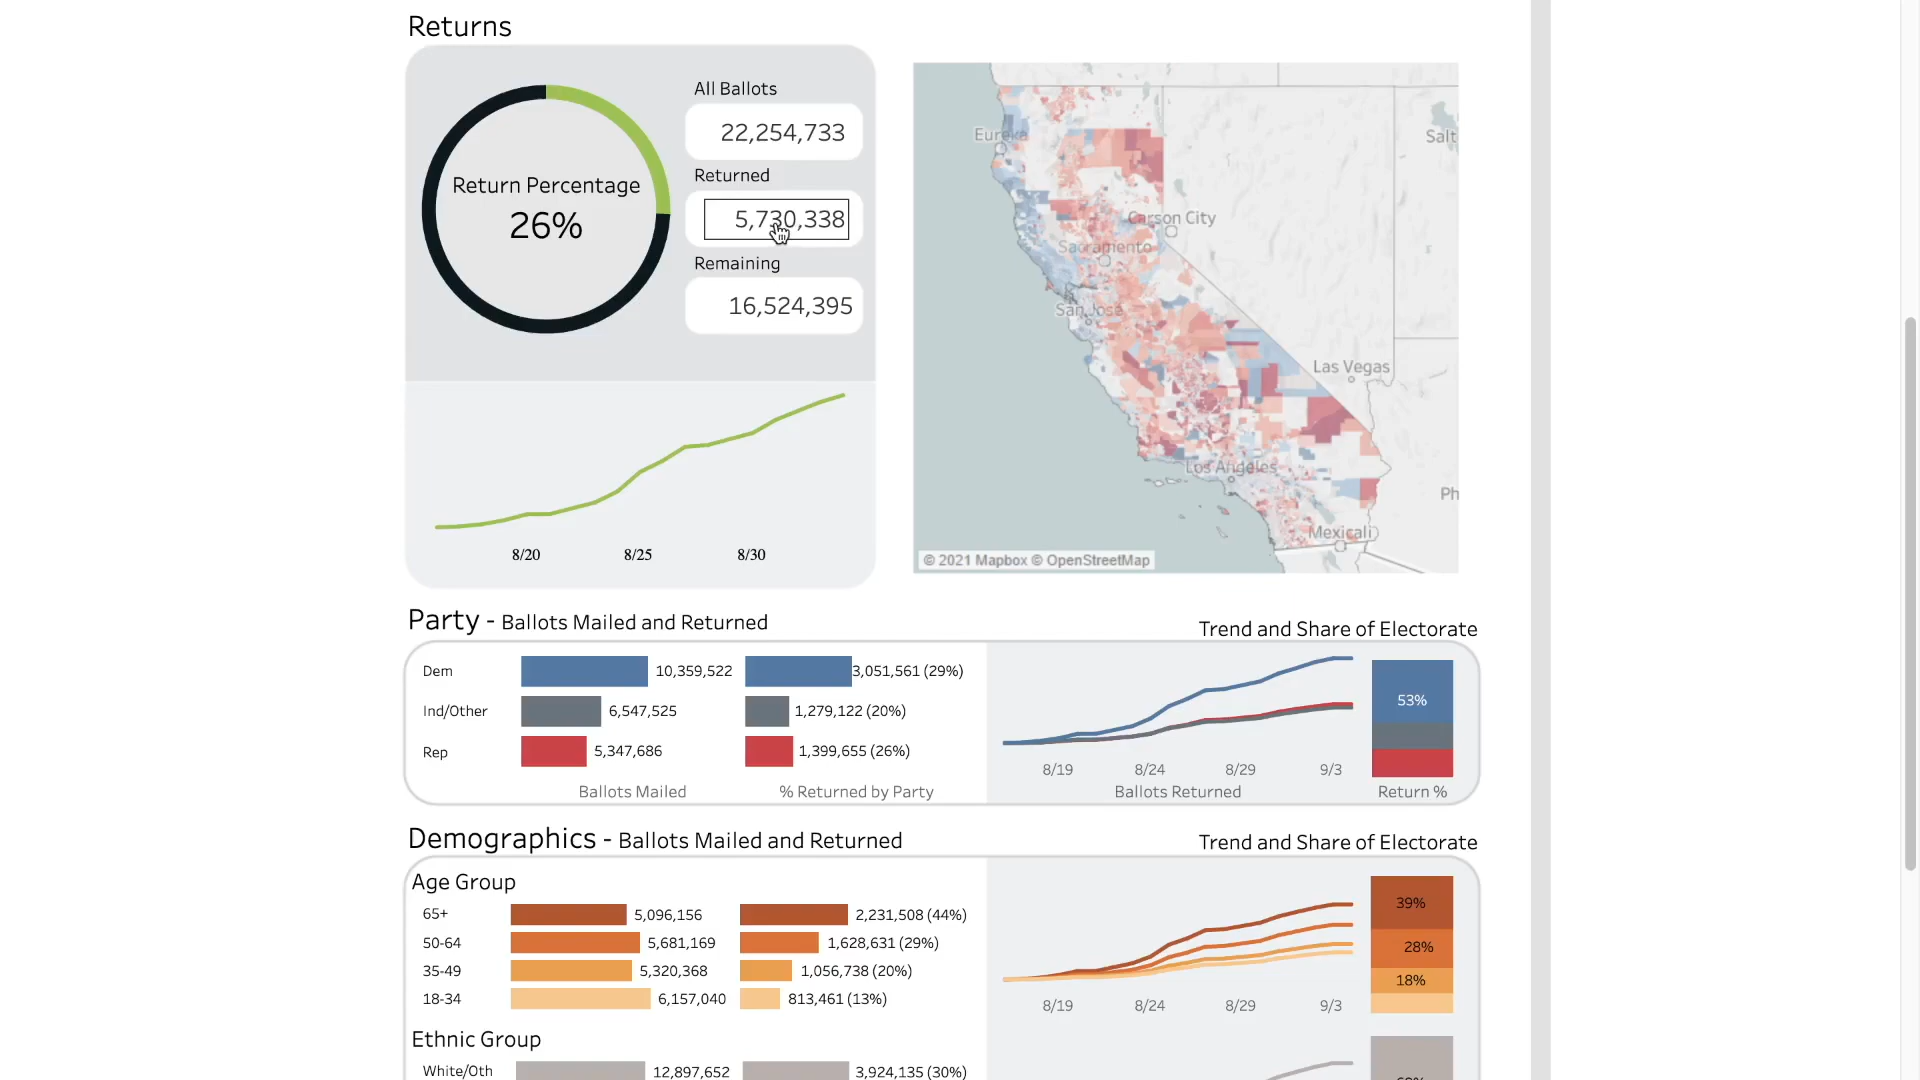 Returns
All Ballots
22,254,733
Return Percentage
26%
Returned
5,730,338
Remaining
16,524,395
8/20 8/25 8/30
Eureka
Salt
Carson City
Sacramento
San Jose
Las Vegas
Los Angeles
Ph
Mexicali
© 2021 Mapbox © OpenStreetMap
Party - Ballots Mailed and Returned
Trend and Share of Electorate
Dem 10,359,522 3,051,561 (29%)
53%
Ind/Other 6,547,525 1,279,122 (20%)
Rep 5,347,686 1,399,655 (26%)
8/19 8/24 8/29 9/3
Ballots Mailed % Returned by Party Ballots Returned Return %
Demographics - Ballots Mailed and Returned
Trend and Share of Electorate
Age Group
65+ 5,096,156 2,231,508 (44%)
39%
50-64 5,681,169 1,628,631 (29%)
28%
35-49 5,320,368 1,056,738 (20%)
18%
18-34 6,157,040 813,461 (13%)
8/19 8/24 8/29 9/3
Ethnic Group
White/Oth 12,897,652 3,924,135 (30%)